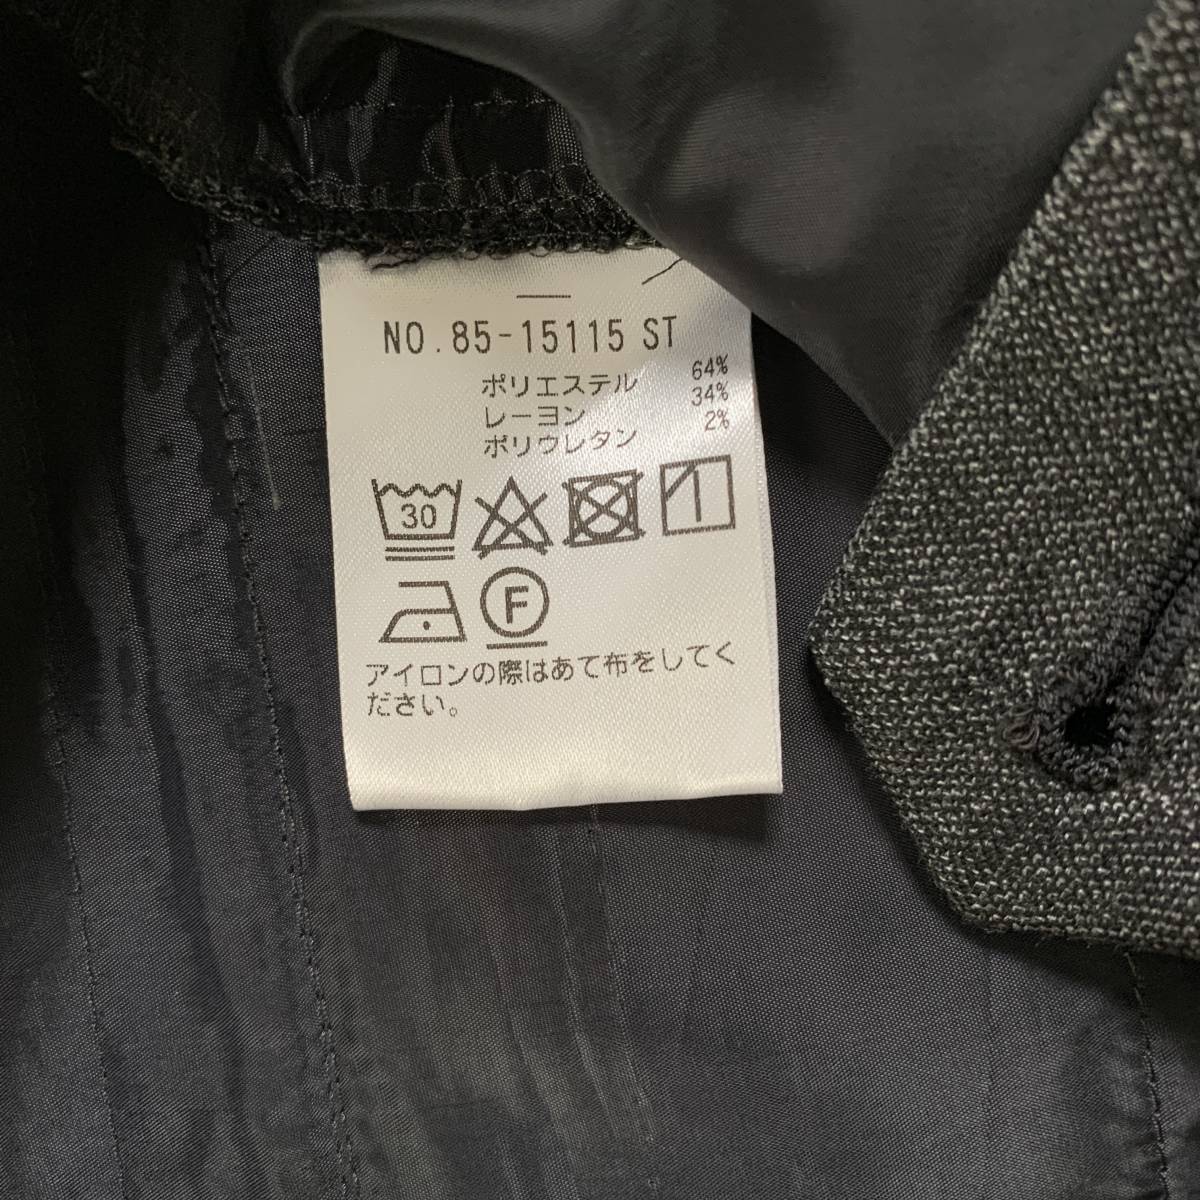 NO.85-15115 ST
ポリエステル 64%
レーヨン 34%
ポリウレタン 2%
30
F
アイロンの際はあて布をしてく
ださい。